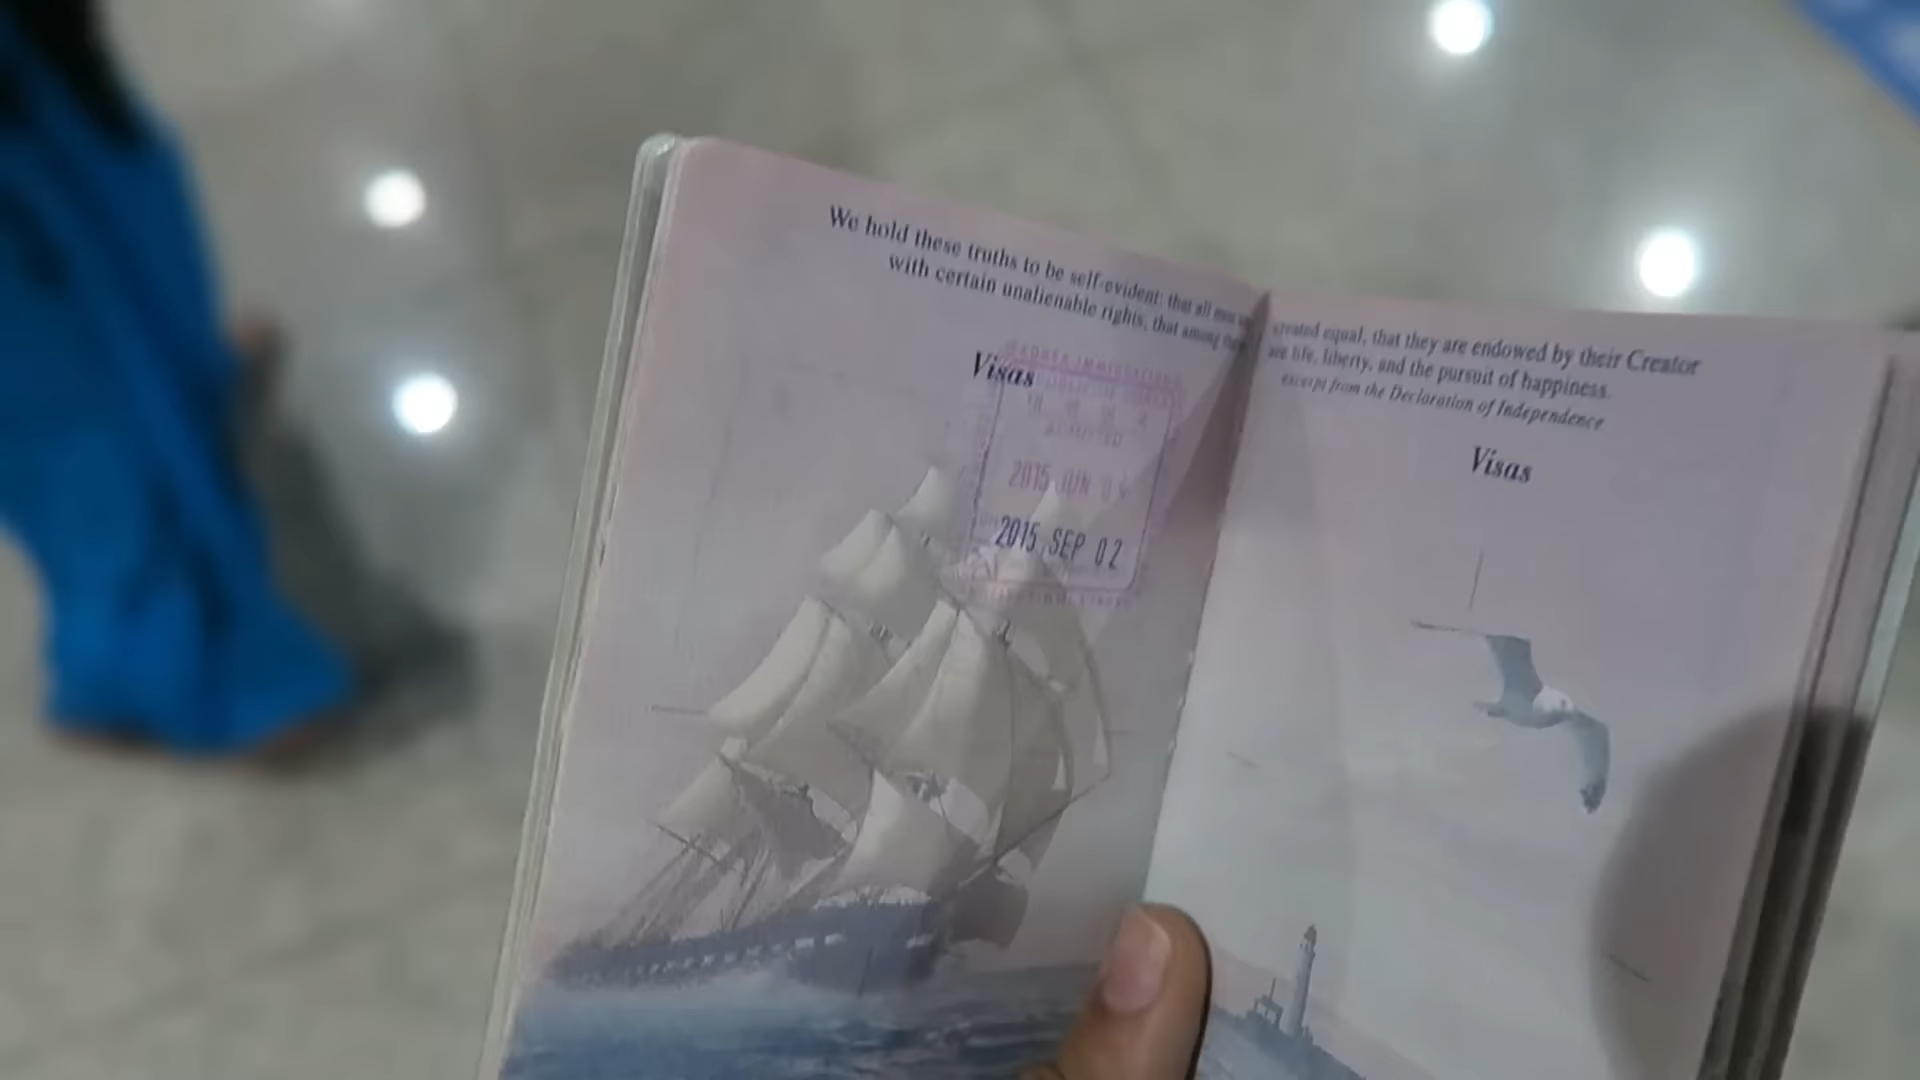 We hold these truths to be self-evident: that all men
with certain unalienable rights, that among
Visas
KOREA IMMIGRATION
ADMITTED
2015 JUN 04
2015 SEP 02
created equal, that they are endowed by their Creator
are life, liberty, and the pursuit of happiness.
excerpt from the Declaration of Independence
Visas